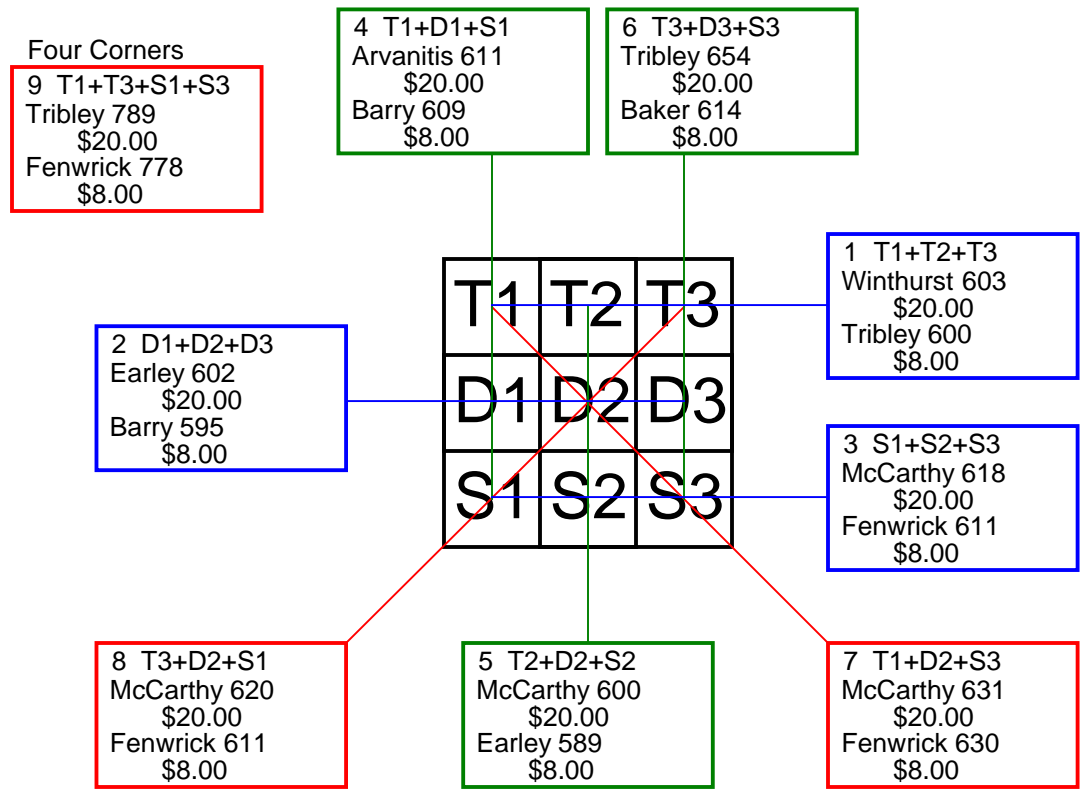 Four Corners
9 T1+T3+S1+S3
Tribley 789
$20.00
Fenwrick 778
$8.00
4 T1+D1+S1
Arvanitis 611
$20.00
Barry 609
$8.00
6 T3+D3+S3
Tribley 654
$20.00
Baker 614
$8.00
1 T1+T2+T3
Winthurst 603
$20.00
Tribley 600
$8.00
T1 T2 T3
D1 D2 D3
S1 S2 S3
2 D1+D2+D3
Earley 602
$20.00
Barry 595
$8.00
3 S1+S2+S3
McCarthy 618
$20.00
Fenwrick 611
$8.00
8 T3+D2+S1
McCarthy 620
$20.00
Fenwrick 611
$8.00
5 T2+D2+S2
McCarthy 600
$20.00
Earley 589
$8.00
7 T1+D2+S3
McCarthy 631
$20.00
Fenwrick 630
$8.00